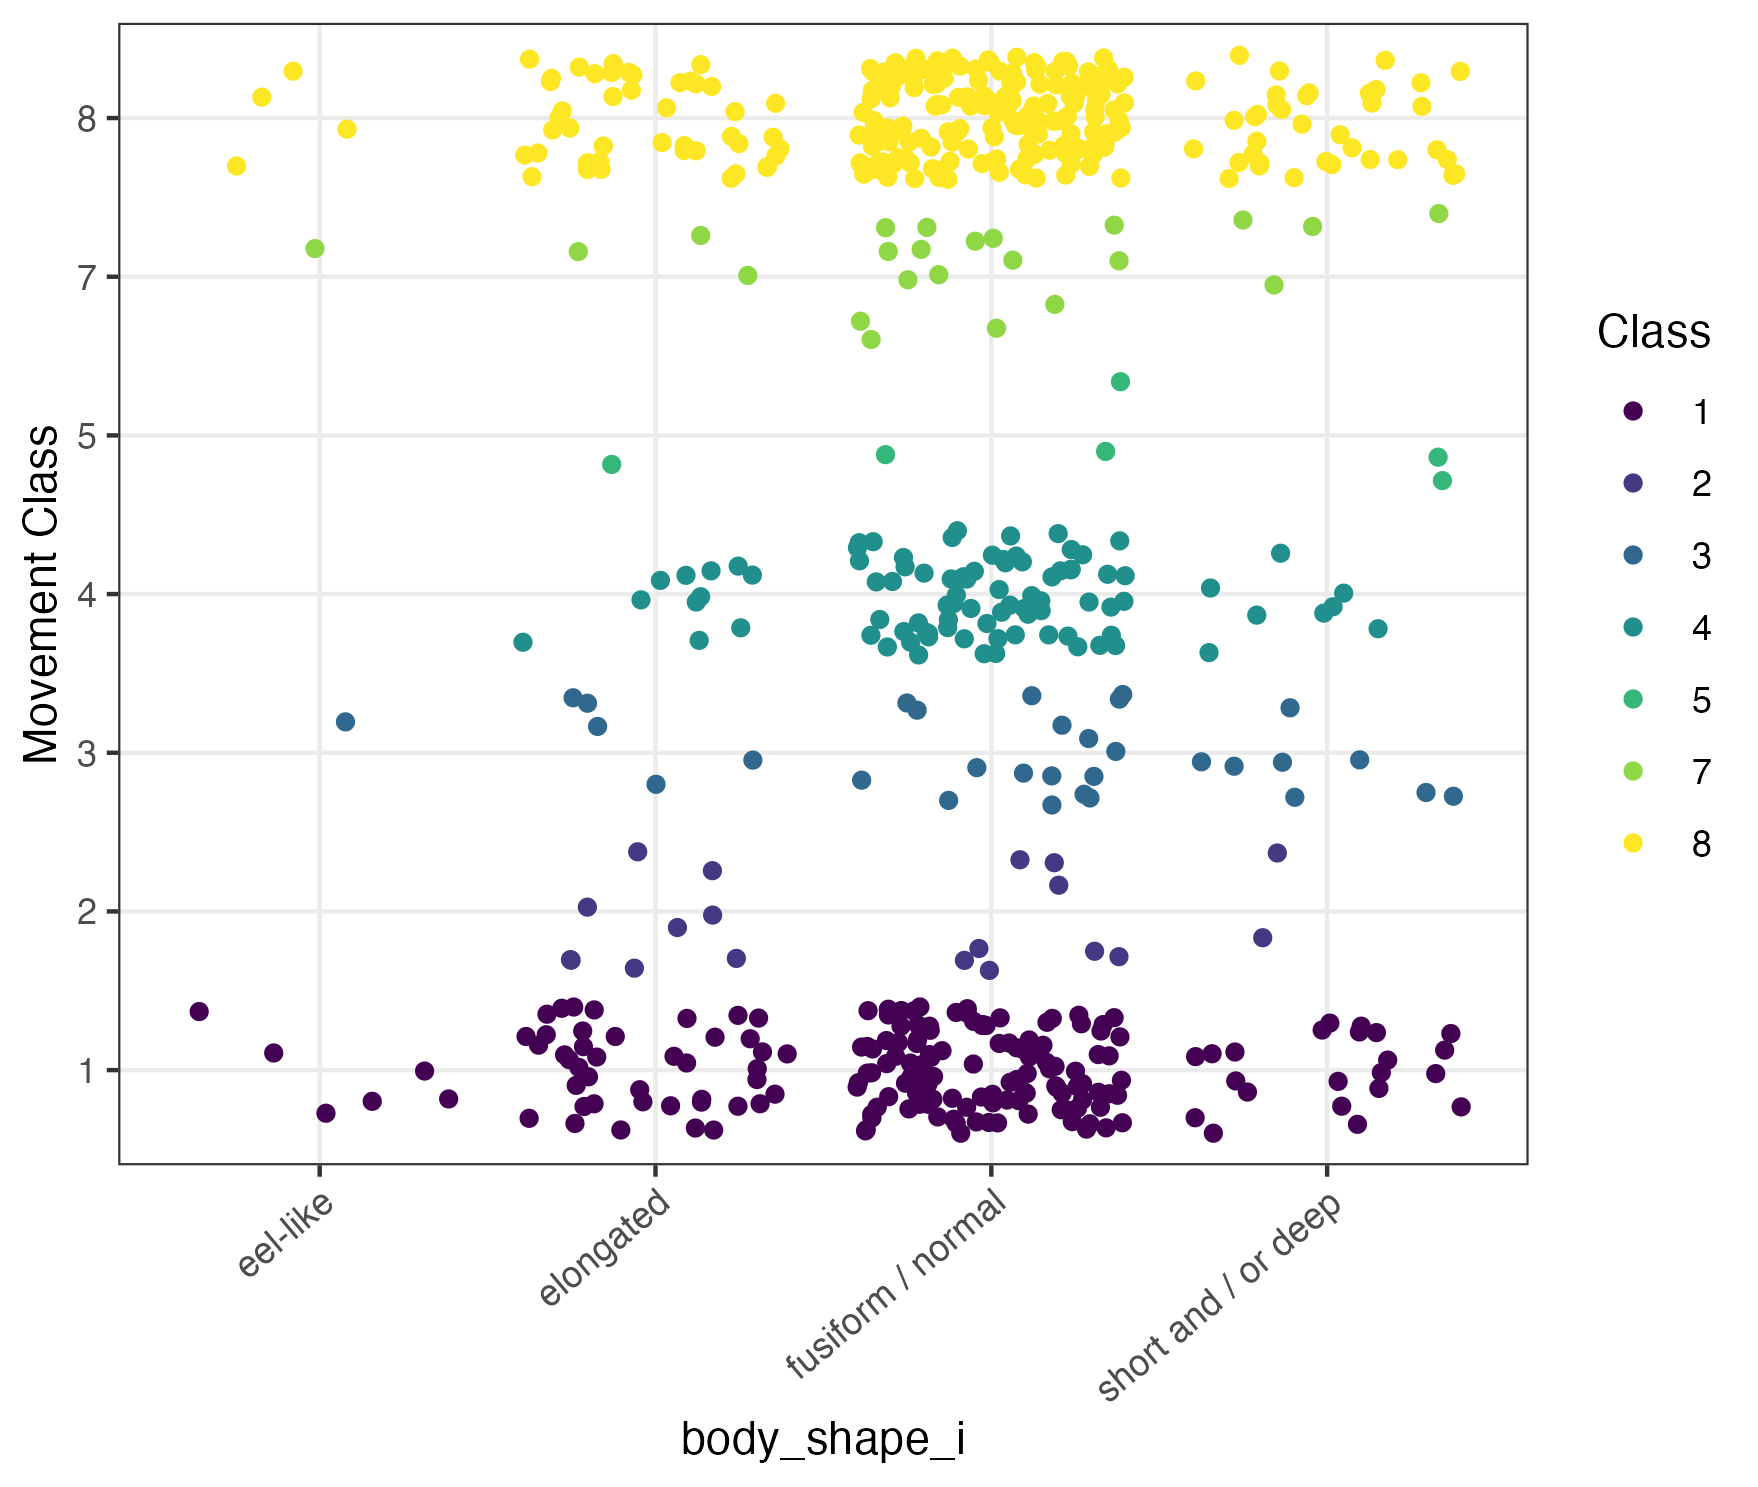 Movement Class
8
7
5
4
3
2
1
eel-like
elongated
fusiform / normal
short and / or deep
body_shape_i
Class
1
2
3
4
5
7
8